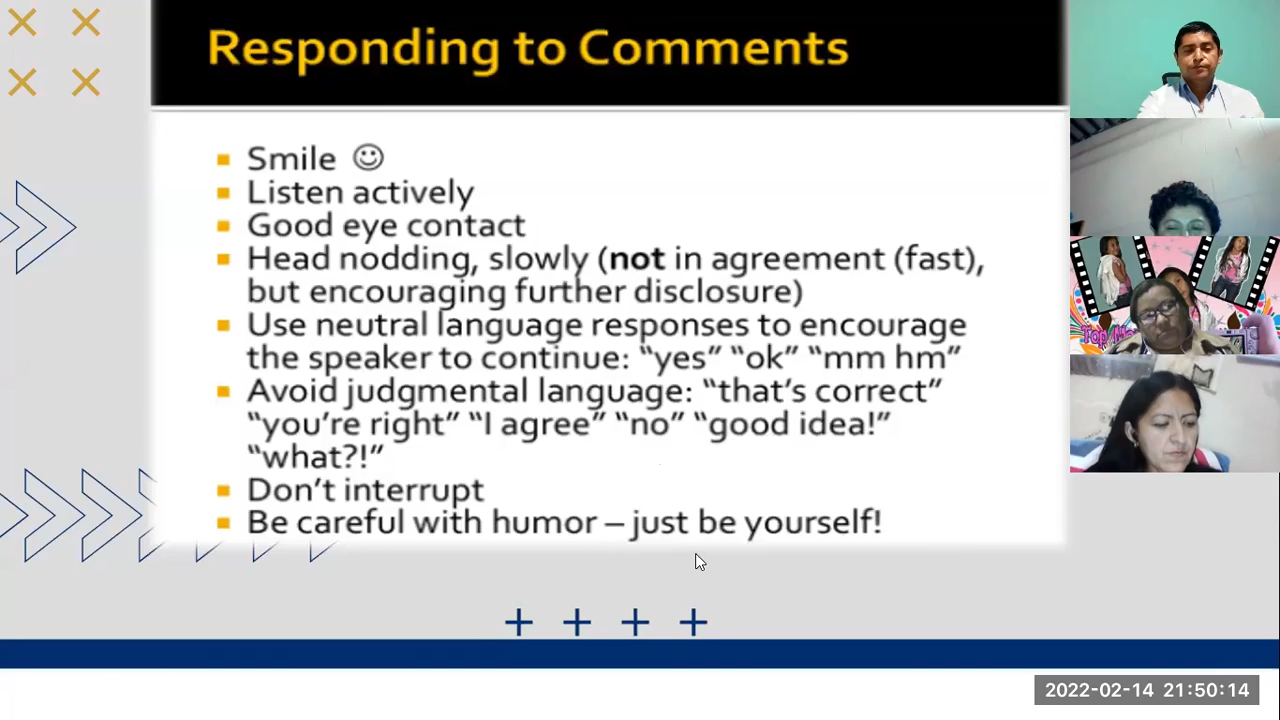 Responding to Comments
Smile ☺
Listen actively
Good eye contact
Head nodding, slowly (not in agreement (fast),
but encouraging further disclosure)
Use neutral language responses to encourage
the speaker to continue: “yes” “ok” “mm hm”
Avoid judgmental language: “that’s correct”
“you’re right” “I agree” “no” “good idea!”
“what?!”
Don’t interrupt
Be careful with humor – just be yourself!
Top
2022-02-14 21:50:14